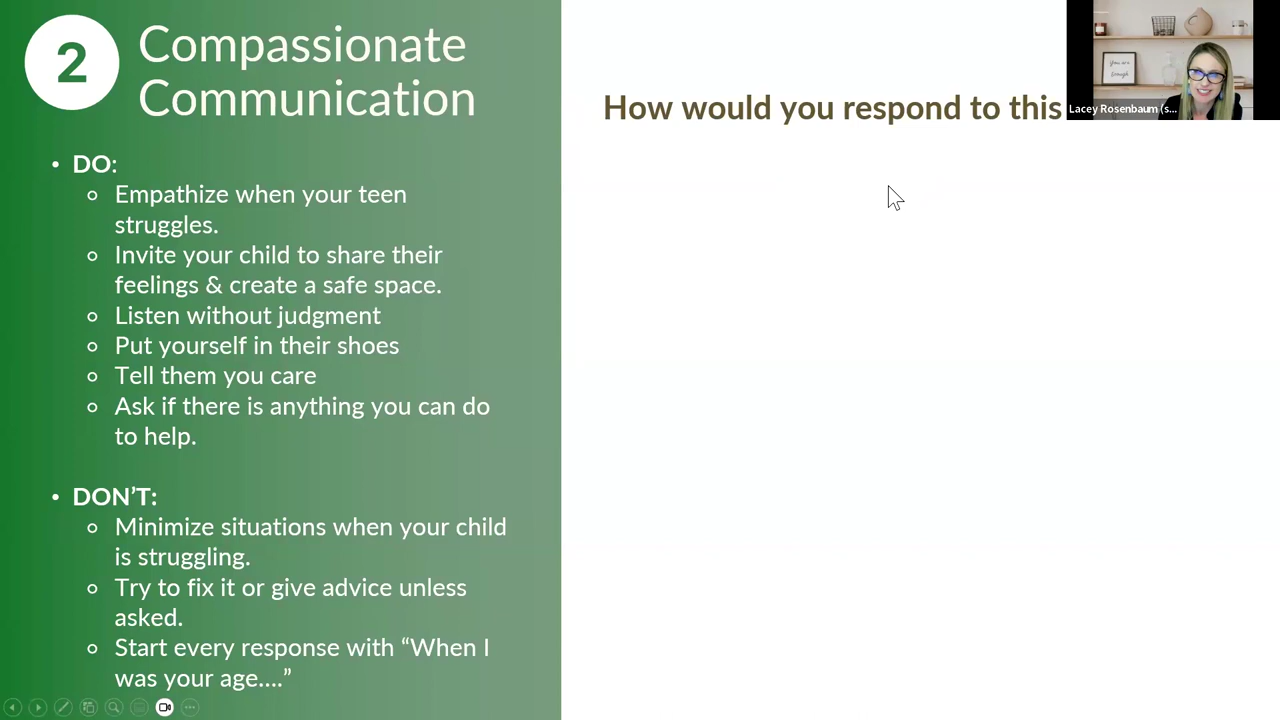 2
Compassionate
Communication
• DO:
Empathize when your teen
struggles.
Invite your child to share their
feelings & create a safe space.
Listen without judgment
Put yourself in their shoes
Tell them you care
Ask if there is anything you can do
to help.
• DON’T:
Minimize situations when your child
is struggling.
Try to fix it or give advice unless
asked.
Start every response with “When I
was your age....”
How would you respond to this
Lacey Rosenbaum (s...